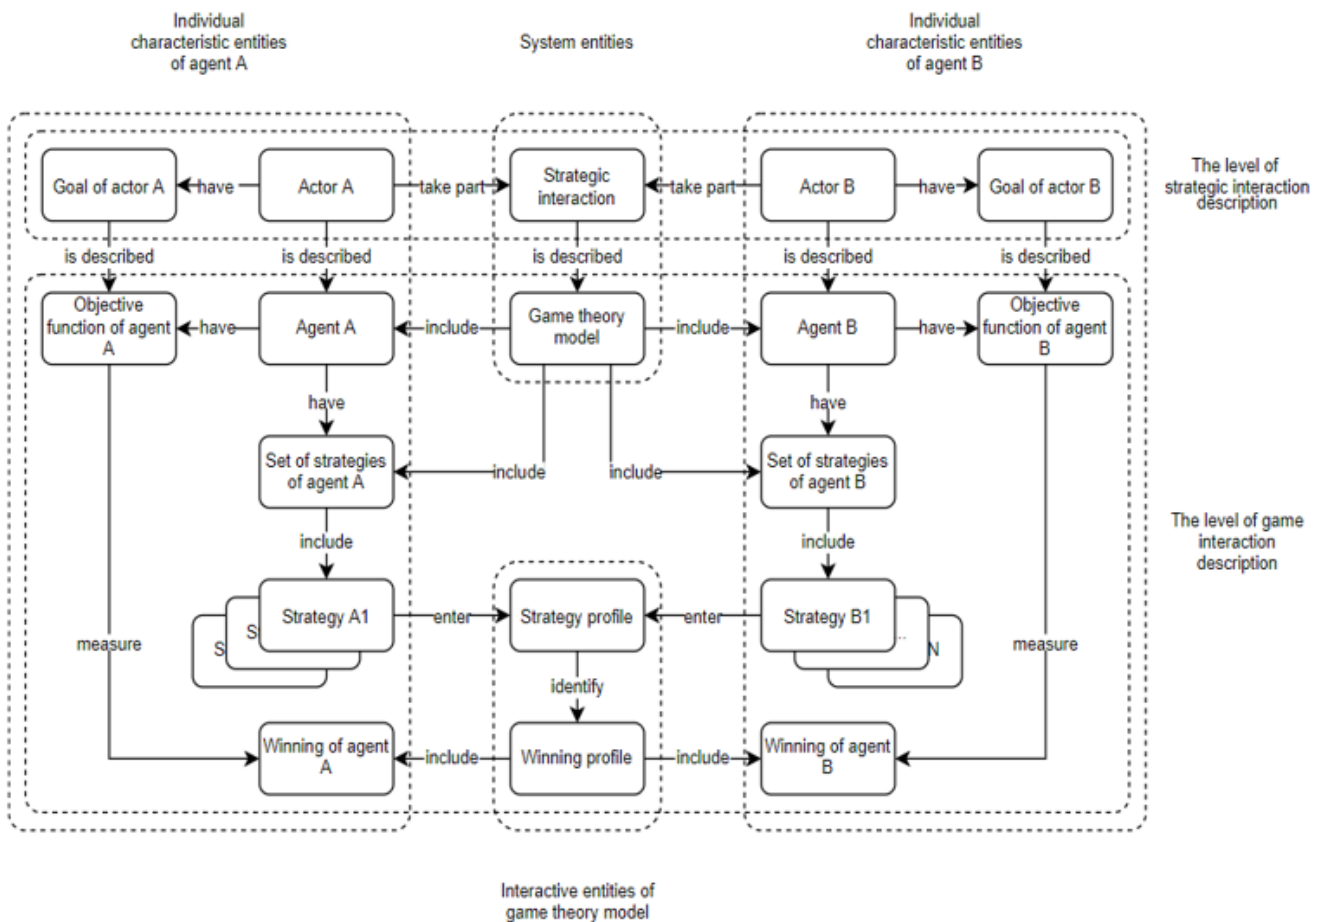 Individual
characteristic entities
of agent A
System entities
Individual
characteristic entities
of agent B
Goal of actor A
have
Actor A
take part
Strategic
interaction
take part
Actor B
have
Goal of actor B
The level of
strategic interaction
description
is described
is described
is described
is described
is described
Objective
function of agent
A
have
Agent A
include
Game theory
model
include
Agent B
have
Objective
function of agent
B
have
have
Set of strategies
of agent A
include
include
Set of strategies
of agent B
The level of game
interaction
description
include
include
Strategy A1
enter
Strategy profile
enter
Strategy B1
S
...
S
N
measure
measure
identify
Winning of agent
A
include
Winning profile
include
Winning of agent
B
Interactive entities of
game theory model